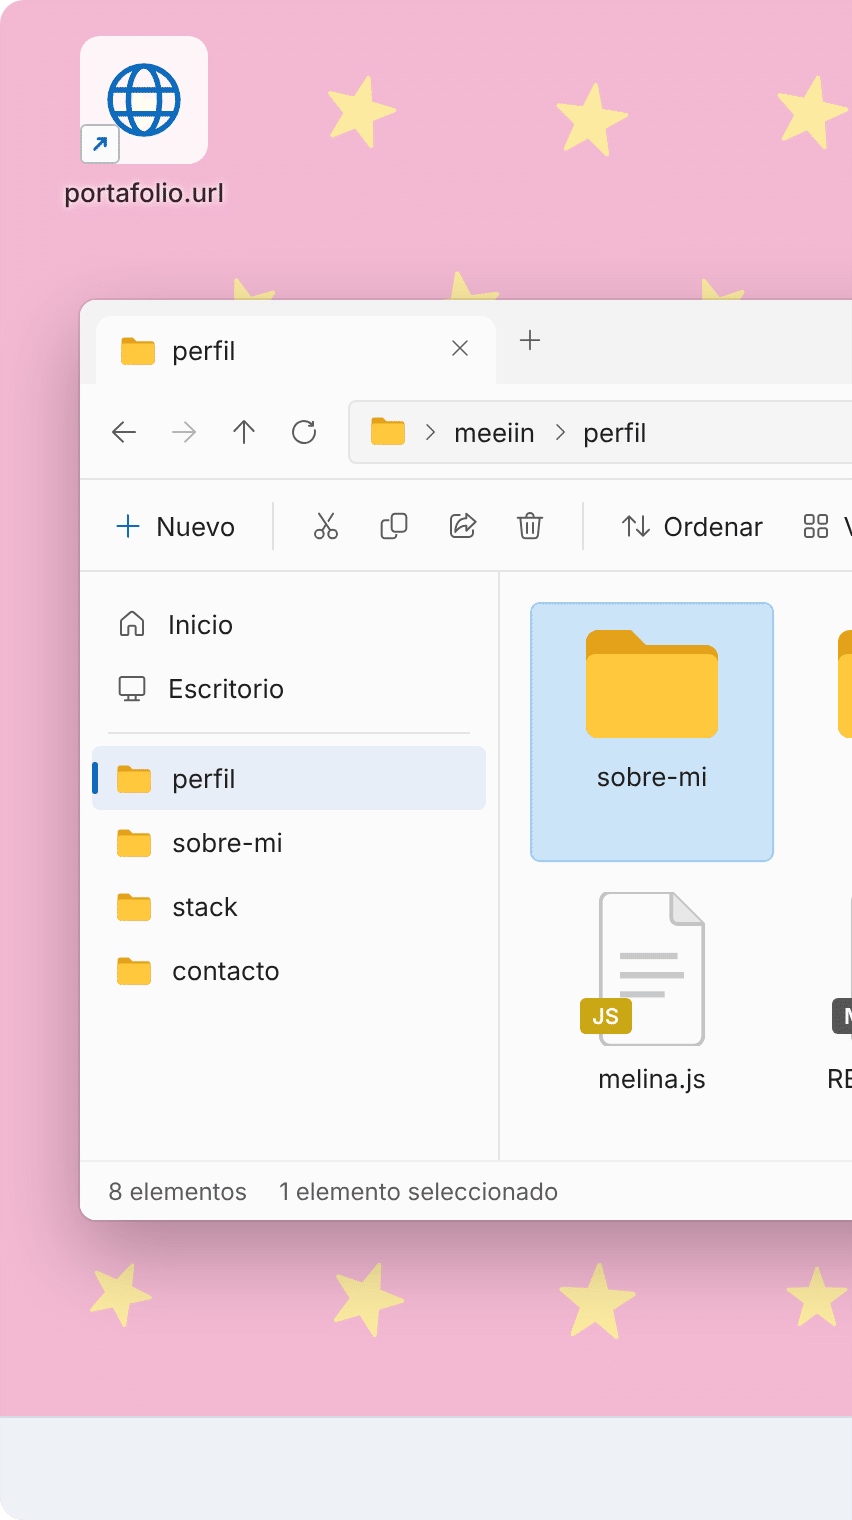 portafolio.url
perfil
meeiin
perfil
Nuevo
Ordenar
Inicio
Escritorio
perfil
sobre-mi
stack
contacto
sobre-mi
JS
melina.js
8 elementos
1 elemento seleccionado